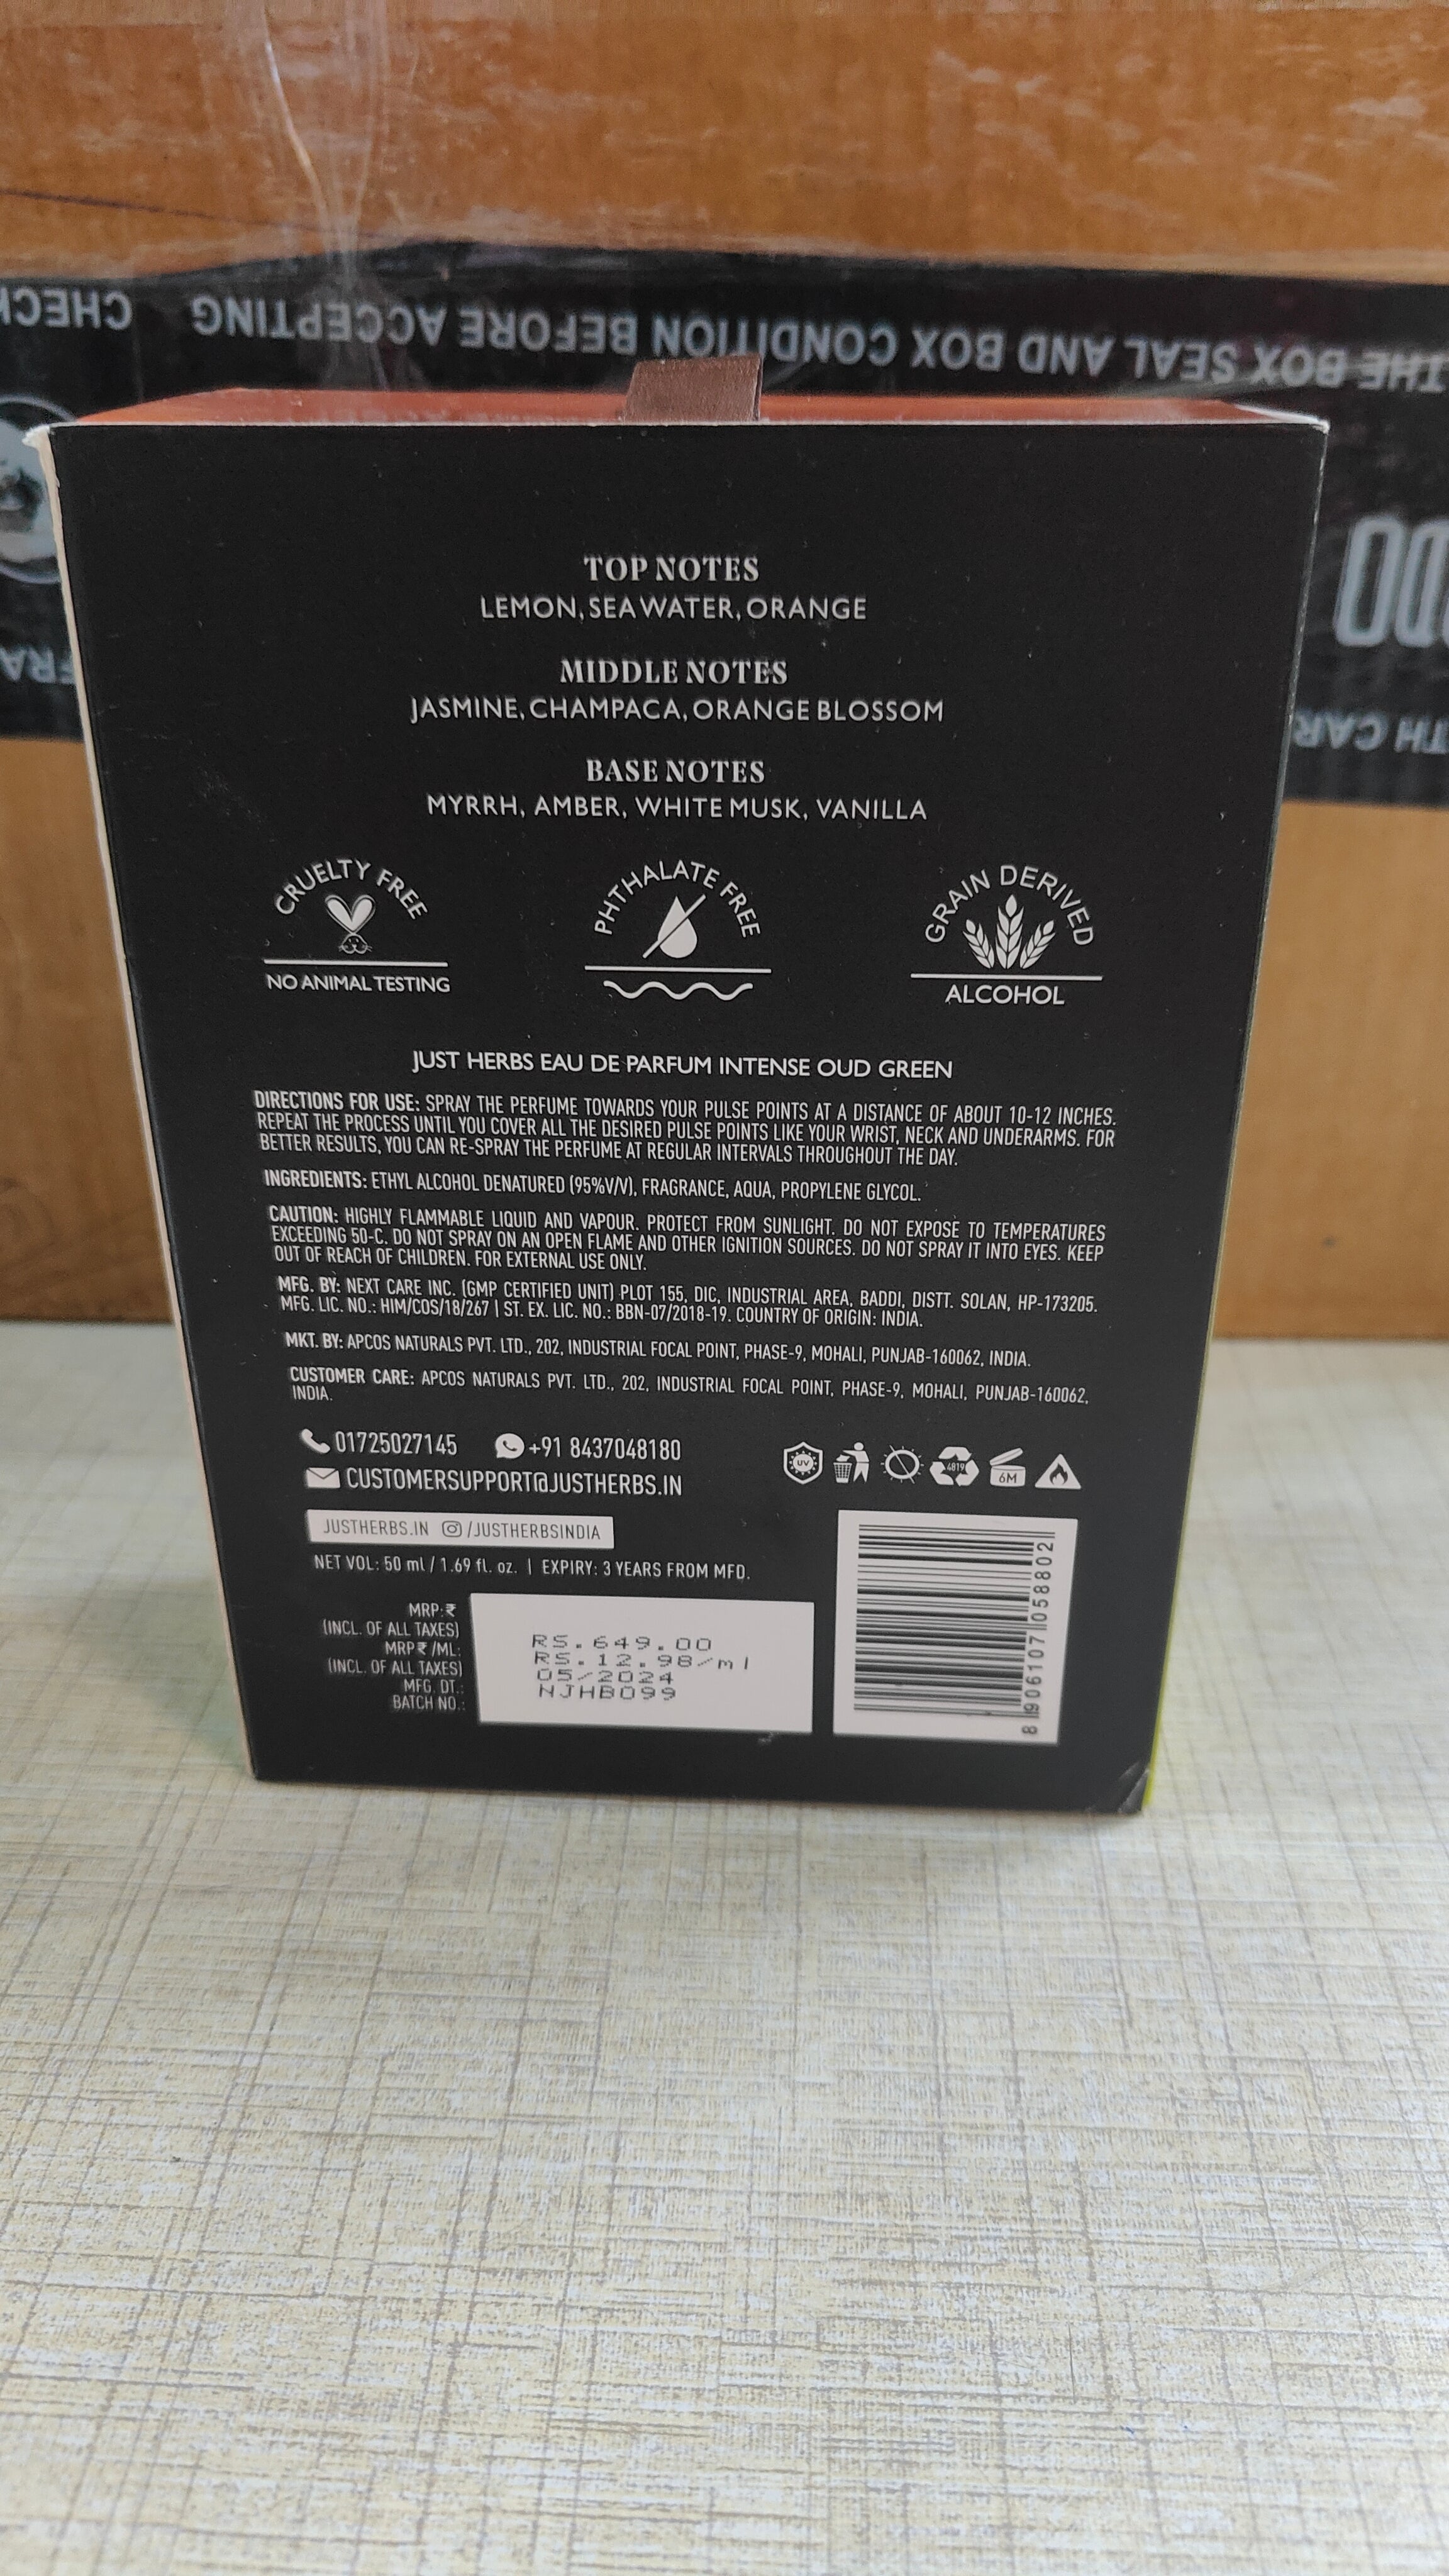 CHECK
THE BOX SEAL AND BOX CONDITION BEFORE ACCEPTING
TOP NOTES
LEMON, SEA WATER, ORANGE
MIDDLE NOTES
JASMINE, CHAMPACA, ORANGE BLOSSOM
BASE NOTES
MYRRH, AMBER, WHITE MUSK, VANILLA
CRUELTY FREE
NO ANIMAL TESTING
PHTHALATE FREE
GRAIN DERIVED
ALCOHOL
JUST HERBS EAU DE PARFUM INTENSE OUD GREEN
DIRECTIONS FOR USE: SPRAY THE PERFUME TOWARDS YOUR PULSE POINTS AT A DISTANCE OF ABOUT 10-12 INCHES.
REPEAT THE PROCESS UNTIL YOU COVER ALL THE DESIRED PULSE POINTS LIKE YOUR WRIST, NECK AND UNDERARMS. FOR
BETTER RESULTS, YOU CAN RE-SPRAY THE PERFUME AT REGULAR INTERVALS THROUGHOUT THE DAY.
INGREDIENTS: ETHYL ALCOHOL DENATURED (95%V/V), FRAGRANCE, AQUA, PROPYLENE GLYCOL.
CAUTION: HIGHLY FLAMMABLE LIQUID AND VAPOUR. PROTECT FROM SUNLIGHT. DO NOT EXPOSE TO TEMPERATURES
EXCEEDING 50-C. DO NOT SPRAY ON AN OPEN FLAME AND OTHER IGNITION SOURCES. DO NOT SPRAY IT INTO EYES. KEEP
OUT OF REACH OF CHILDREN. FOR EXTERNAL USE ONLY.
MFG. BY: NEXT CARE INC. (GMP CERTIFIED UNIT) PLOT 155, DIC, INDUSTRIAL AREA, BADDI, DISTT. SOLAN, HP-173205.
MFG. LIC. NO.: HIM/COS/18/267 | ST. EX. LIC. NO.: BBN-07/2018-19. COUNTRY OF ORIGIN: INDIA.
MKT. BY: APCOS NATURALS PVT. LTD., 202, INDUSTRIAL FOCAL POINT, PHASE-9, MOHALI, PUNJAB-160062, INDIA.
CUSTOMER CARE: APCOS NATURALS PVT. LTD., 202, INDUSTRIAL FOCAL POINT, PHASE-9, MOHALI, PUNJAB-160062,
INDIA.
01725027145 +91 8437048180
CUSTOMERSUPPORT@JUSTHERBS.IN
UV 4819 6M
JUSTHERBS.IN /JUSTHERBSINDIA
NET VOL: 50 ml / 1.69 fl. oz. | EXPIRY: 3 YEARS FROM MFD.
MRP:₹
(INCL. OF ALL TAXES)
MRP₹/ML:
(INCL. OF ALL TAXES)
MFG. DT.:
BATCH NO.:
RS.649.00
RS.12.98/ml
05/2024
NJHB099
8 906107 058802